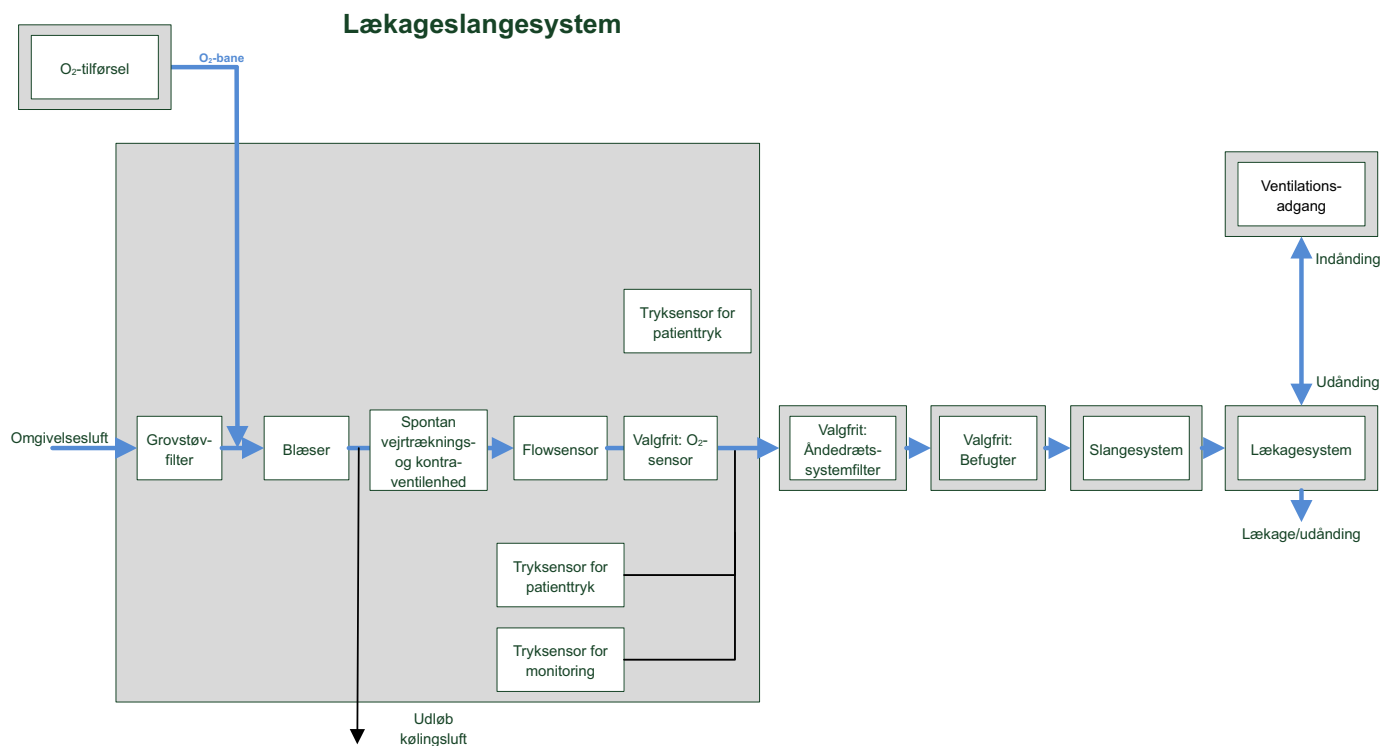 Lækageslangesystem
O₂-tilførsel
O₂-bane
Ventilations-
adgang
Indånding
Tryksensor for
patienttryk
Udånding
Omgivelsesluft
Grovstøv-
filter
Blæser
Spontan
vejrtræknings-
og kontra-
ventilenhed
Flowsensor
Valgfrit: O₂-
sensor
Valgfrit:
Åndedræts-
systemfilter
Valgfrit:
Befugter
Slangesystem
Lækagesystem
Lækage/udånding
Tryksensor for
patienttryk
Tryksensor for
monitoring
Udløb
kølingsluft